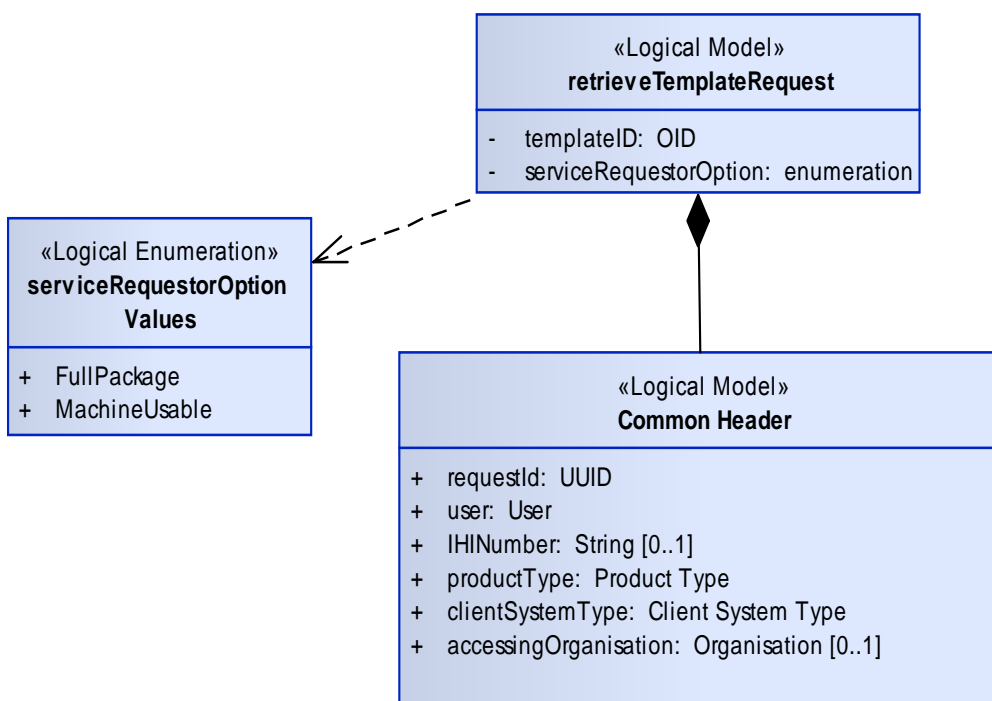 «Logical Model»
retrieveTemplateRequest
- templateID: OID
- serviceRequestorOption: enumeration
«Logical Enumeration»
serviceRequestorOption
Values
+ FullPackage
+ MachineUsable
«Logical Model»
Common Header
+ requestId: UUID
+ user: User
+ IHINumber: String [0..1]
+ productType: Product Type
+ clientSystemType: Client System Type
+ accessingOrganisation: Organisation [0..1]